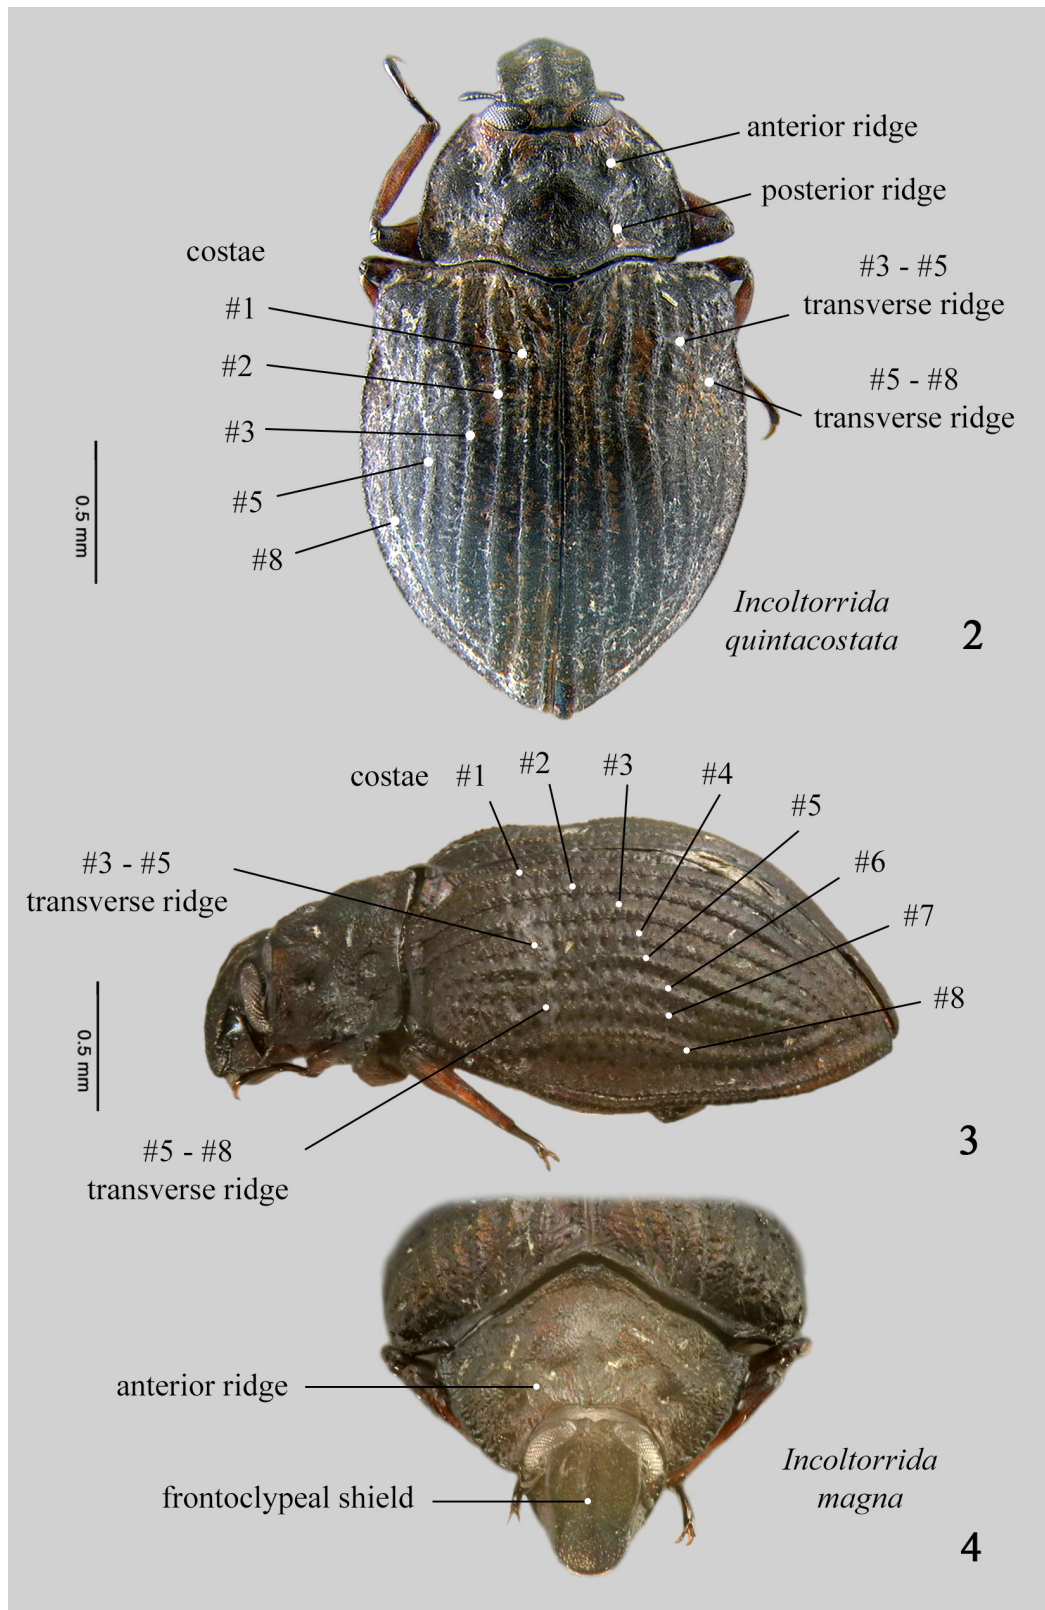 anterior ridge
posterior ridge
costae
#3 - #5
transverse ridge
#1
#2
#5 - #8
transverse ridge
#3
#5
#8
0.5 mm
Incoltorrida
quintacostata
2
costae #1 #2 #3 #4
#5
#6
#7
#8
#3 - #5
transverse ridge
0.5 mm
#5 - #8
transverse ridge
3
anterior ridge
frontoclypeal shield
Incoltorrida
magna
4